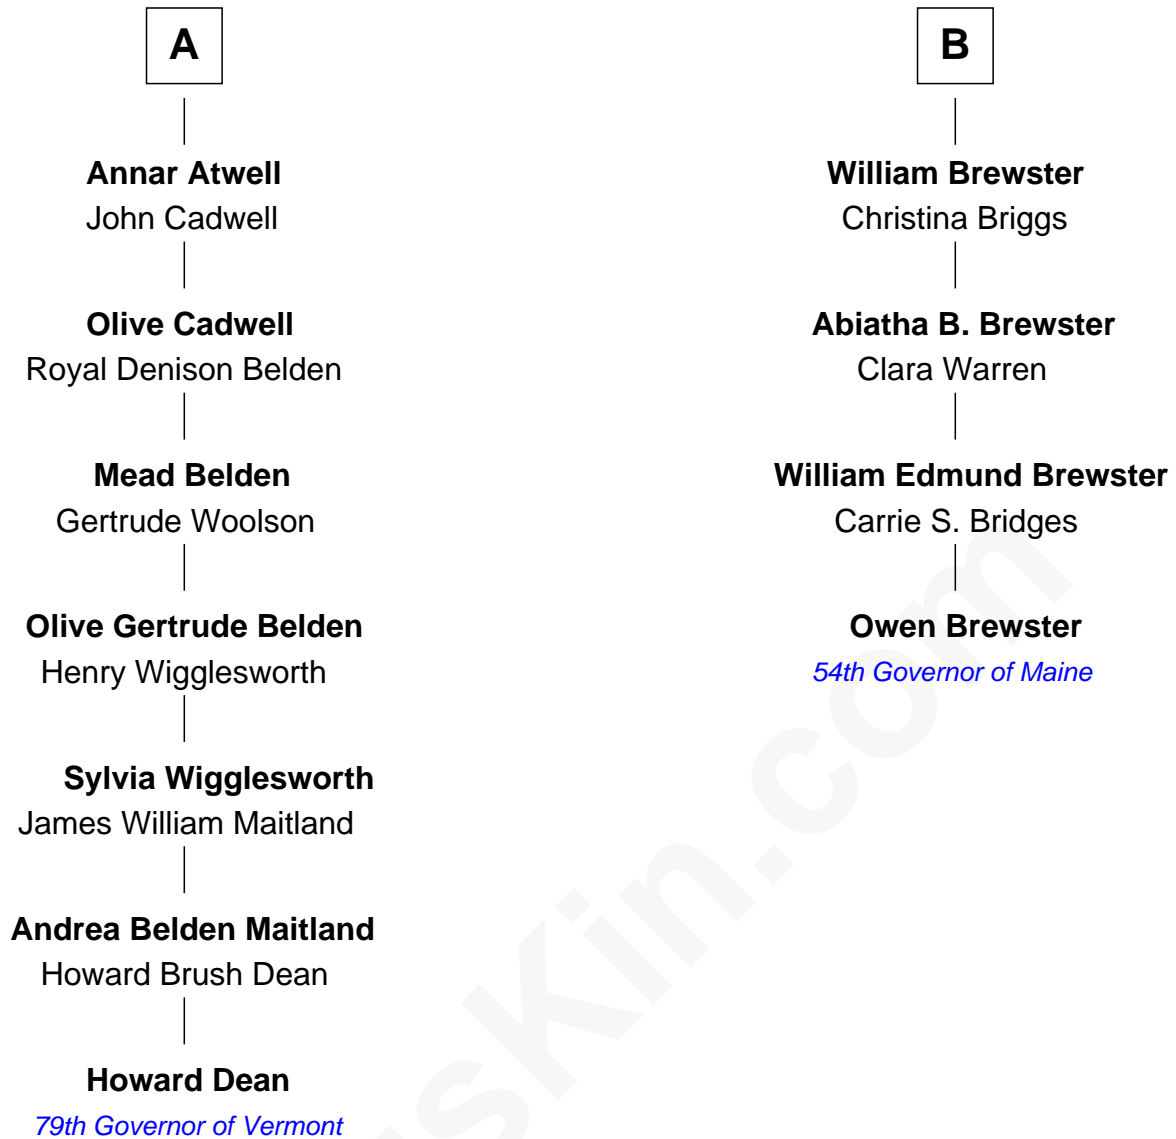 A
Annar Atwell
John Cadwell
Olive Cadwell
Royal Denison Belden
Mead Belden
Gertrude Woolson
Olive Gertrude Belden
Henry Wigglesworth
Sylvia Wigglesworth
James William Maitland
Andrea Belden Maitland
Howard Brush Dean
Howard Dean
79th Governor of Vermont
B
William Brewster
Christina Briggs
Abiatha B. Brewster
Clara Warren
William Edmund Brewster
Carrie S. Bridges
Owen Brewster
54th Governor of Maine